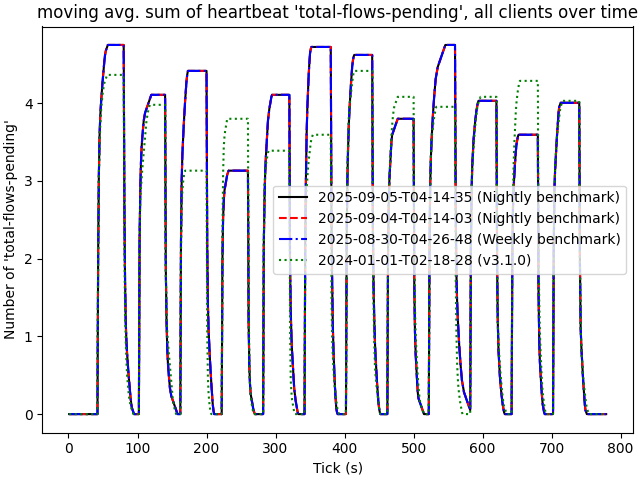 moving avg. sum of heartbeat 'total-flows-pending', all clients over time
Number of 'total-flows-pending'
4
3
2
1
0
2025-09-05-T04-14-35 (Nightly benchmark)
2025-09-04-T04-14-03 (Nightly benchmark)
2025-08-30-T04-26-48 (Weekly benchmark)
2024-01-01-T02-18-28 (v3.1.0)
0 100 200 300 400 500 600 700 800
Tick (s)